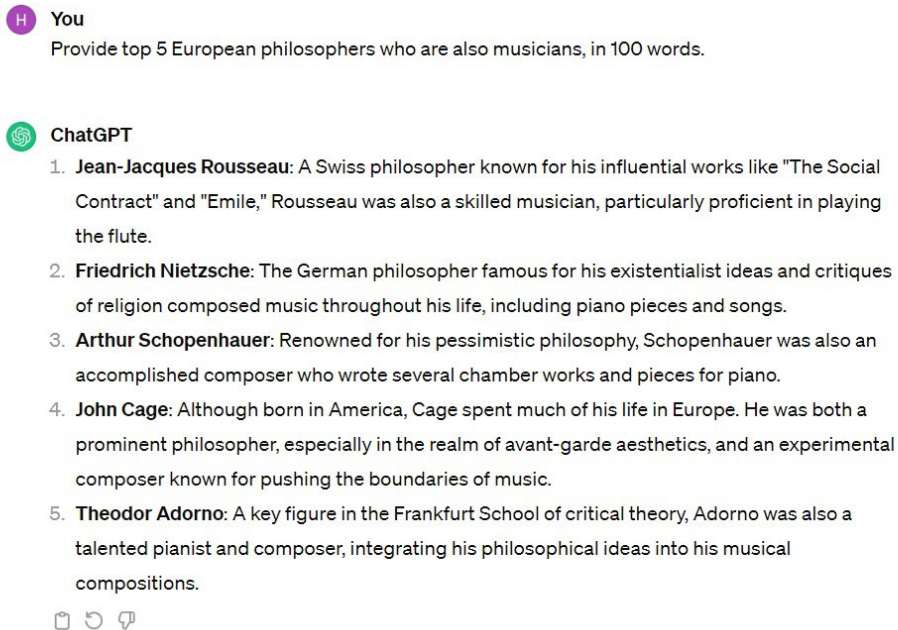 H You
Provide top 5 European philosophers who are also musicians, in 100 words.
ChatGPT
1. Jean-Jacques Rousseau: A Swiss philosopher known for his influential works like "The Social
Contract" and "Emile," Rousseau was also a skilled musician, particularly proficient in playing
the flute.
2. Friedrich Nietzsche: The German philosopher famous for his existentialist ideas and critiques
of religion composed music throughout his life, including piano pieces and songs.
3. Arthur Schopenhauer: Renowned for his pessimistic philosophy, Schopenhauer was also an
accomplished composer who wrote several chamber works and pieces for piano.
4. John Cage: Although born in America, Cage spent much of his life in Europe. He was both a
prominent philosopher, especially in the realm of avant-garde aesthetics, and an experimental
composer known for pushing the boundaries of music.
5. Theodor Adorno: A key figure in the Frankfurt School of critical theory, Adorno was also a
talented pianist and composer, integrating his philosophical ideas into his musical
compositions.